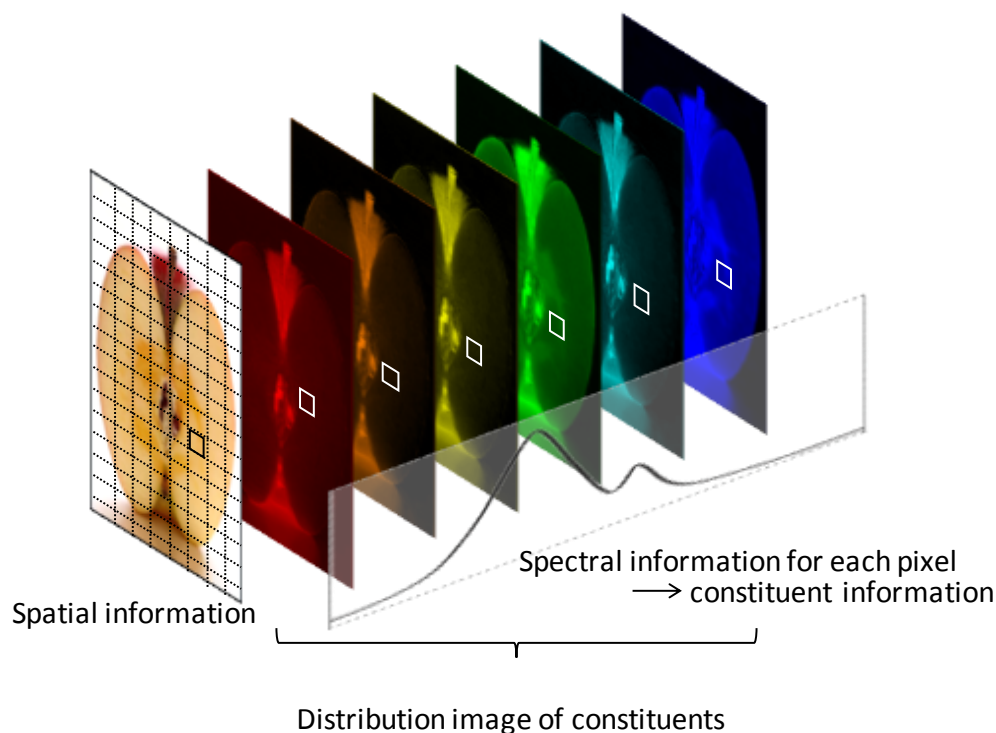 Spectral information for each pixel
→ constituent information
Spatial information
Distribution image of constituents